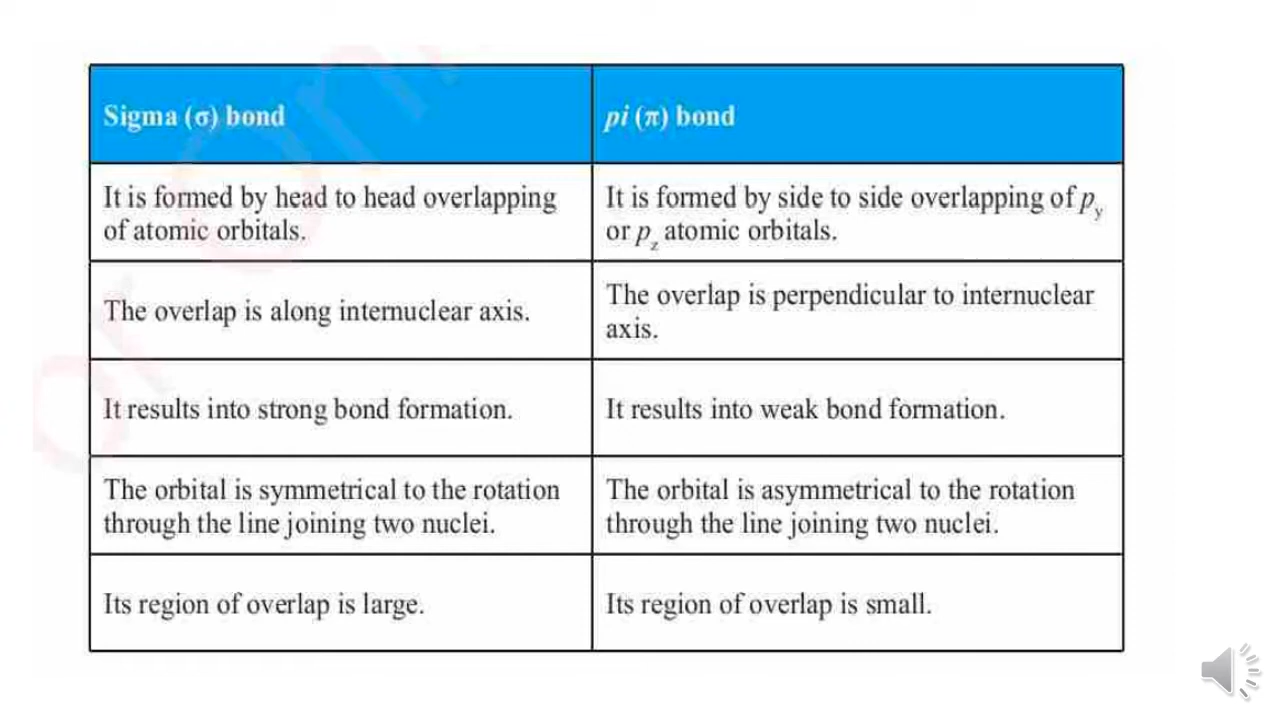 Sigma (σ) bond
pi (π) bond
It is formed by head to head overlapping
of atomic orbitals.
It is formed by side to side overlapping of py
or pz atomic orbitals.
The overlap is along internuclear axis.
The overlap is perpendicular to internuclear
axis.
It results into strong bond formation.
It results into weak bond formation.
The orbital is symmetrical to the rotation
through the line joining two nuclei.
The orbital is asymmetrical to the rotation
through the line joining two nuclei.
Its region of overlap is large.
Its region of overlap is small.